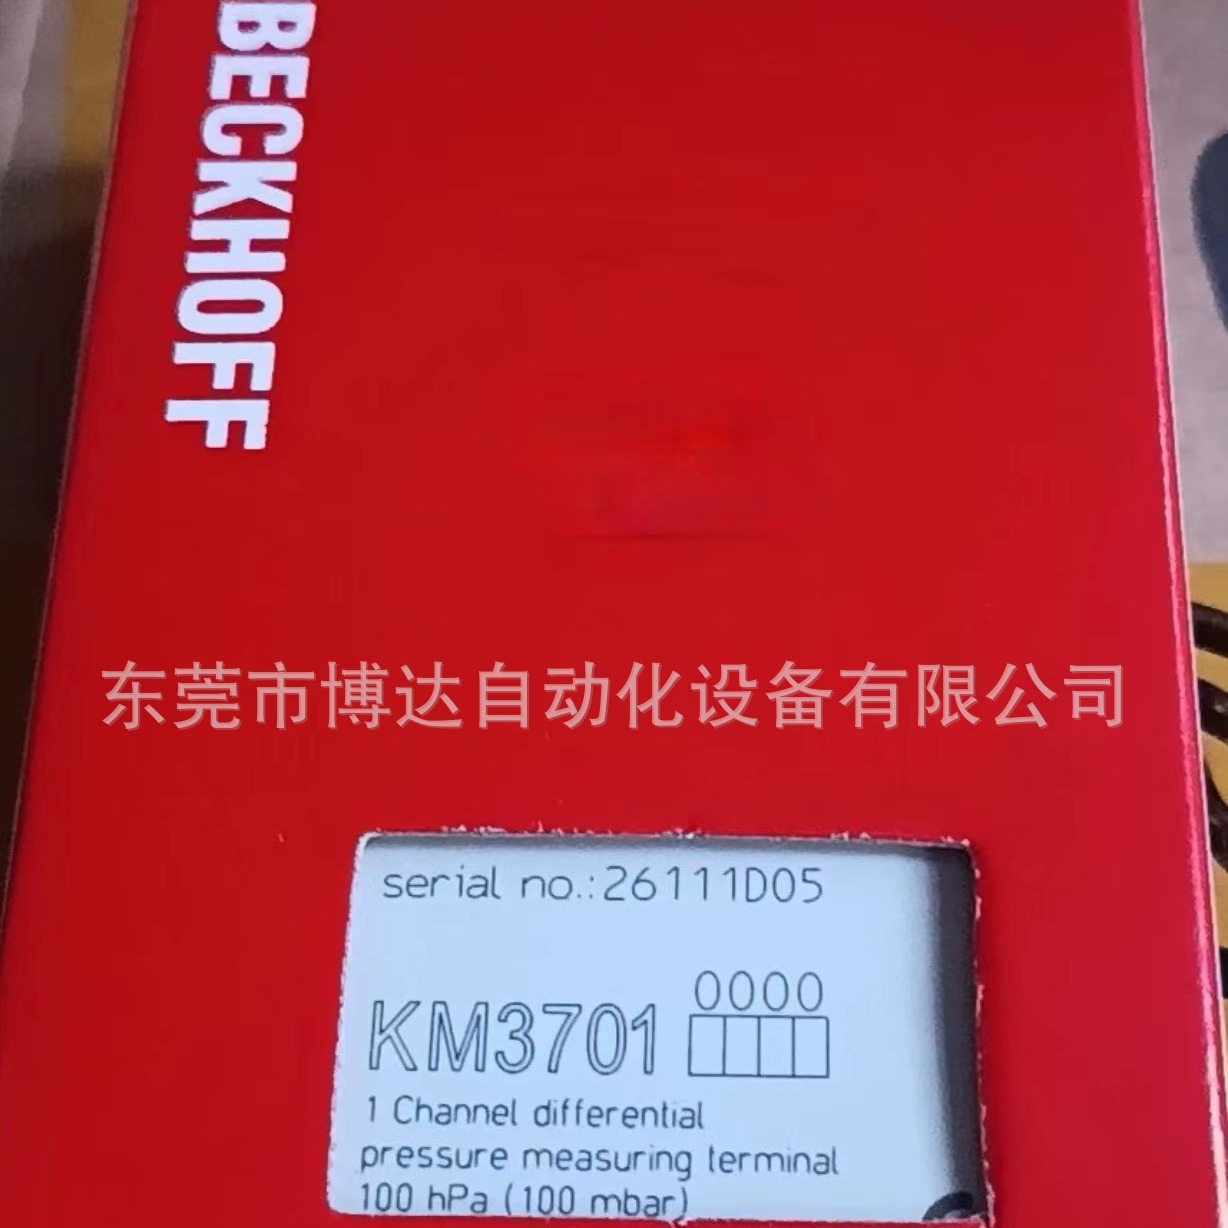 BECKHOFF
东莞市博达自动化设备有限公司
serial no.:26111D05
0000
KM3701
1 Channel differential
pressure measuring terminal
100 hPa (100 mbar)